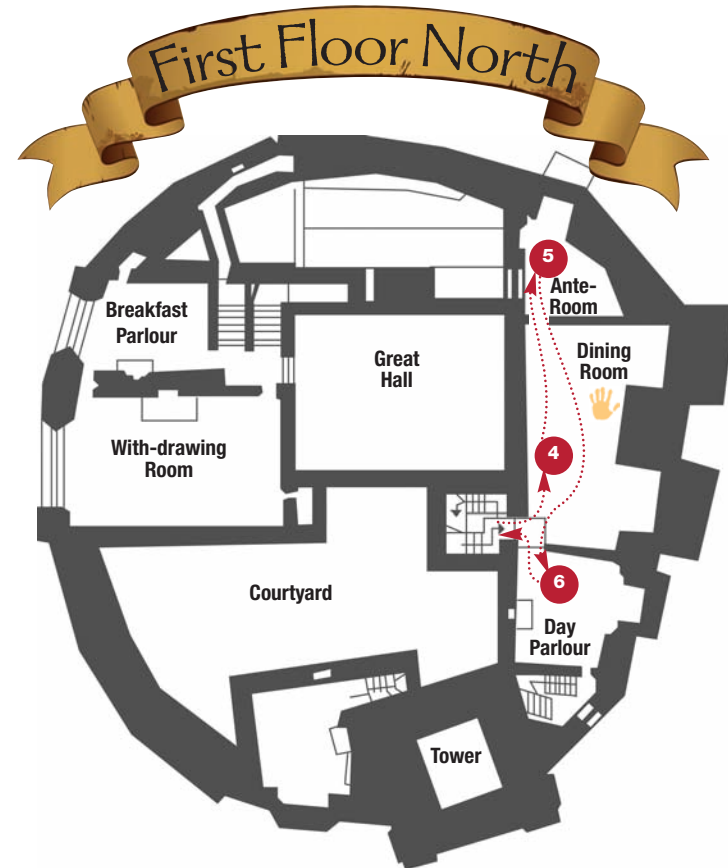 First Floor North
5
Ante-
Room
Breakfast
Parlour
Dining
Room
Great
Hall
With-drawing
Room
4
Courtyard
6
Day
Parlour
Tower